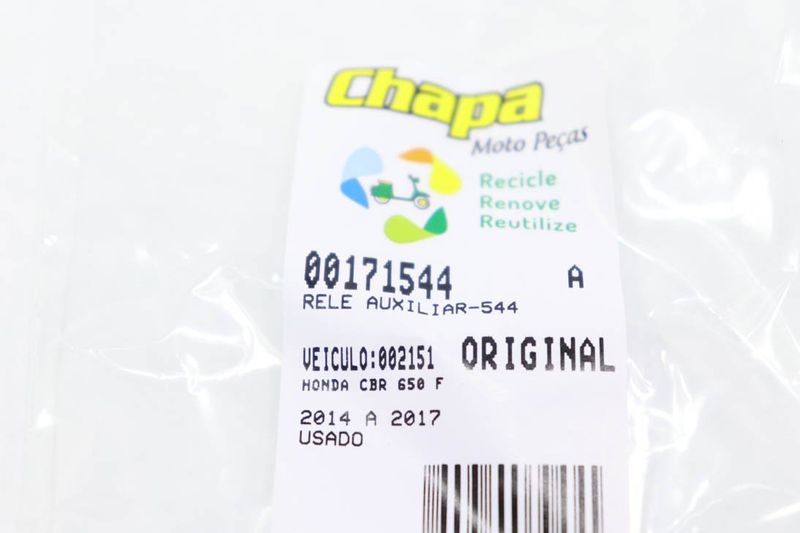 Chapa
Moto Peças
Recicle
Renove
Reutilize
00171544 A
RELE AUXILIAR-544
VEICULO:002151 ORIGINAL
HONDA CBR 650 F
2014 A 2017
USADO